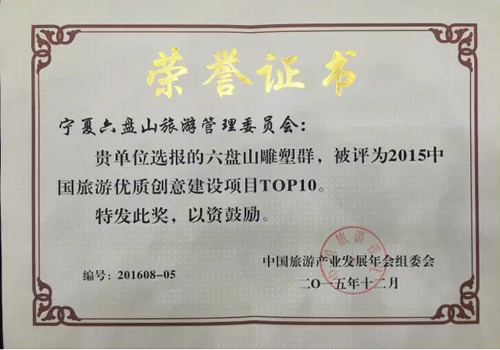 荣誉证书
宁夏六盘山旅游管理委员会：
贵单位选报的六盘山雕塑群，被评为2015中
国旅游优质创意建设项目TOP10。
特发此奖，以资鼓励。
中国旅游产业发展年会组委会
编号：201608-05
二〇一五年十二月